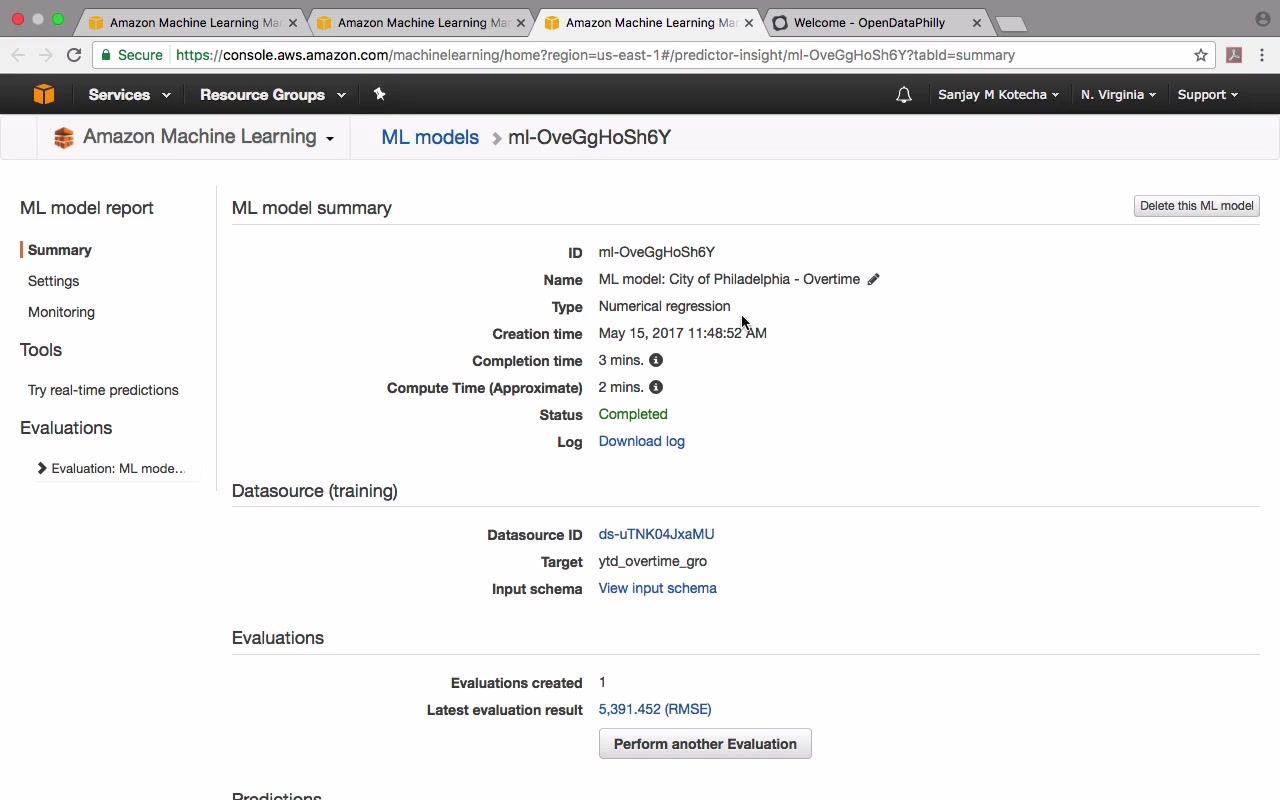 Amazon Machine Learning Ma
Amazon Machine Learning Ma
Amazon Machine Learning Ma
Welcome - OpenDataPhilly
Secure
https://console.aws.amazon.com/machinelearning/home?region=us-east-1#/predictor-insight/ml-OveGgHoSh6Y?tabId=summary
Services
Resource Groups
Sanjay M Kotecha
N. Virginia
Support
Amazon Machine Learning
ML models
ml-OveGgHoSh6Y
ML model report
Summary
Settings
Monitoring
Tools
Try real-time predictions
Evaluations
Evaluation: ML mode...
ML model summary
Delete this ML model
ID ml-OveGgHoSh6Y
Name ML model: City of Philadelphia - Overtime
Type Numerical regression
Creation time May 15, 2017 11:48:52 AM
Completion time 3 mins.
Compute Time (Approximate) 2 mins.
Status Completed
Log Download log
Datasource (training)
Datasource ID ds-uTNK04JxaMU
Target ytd_overtime_gro
Input schema View input schema
Evaluations
Evaluations created 1
Latest evaluation result 5,391.452 (RMSE)
Perform another Evaluation
Predictions